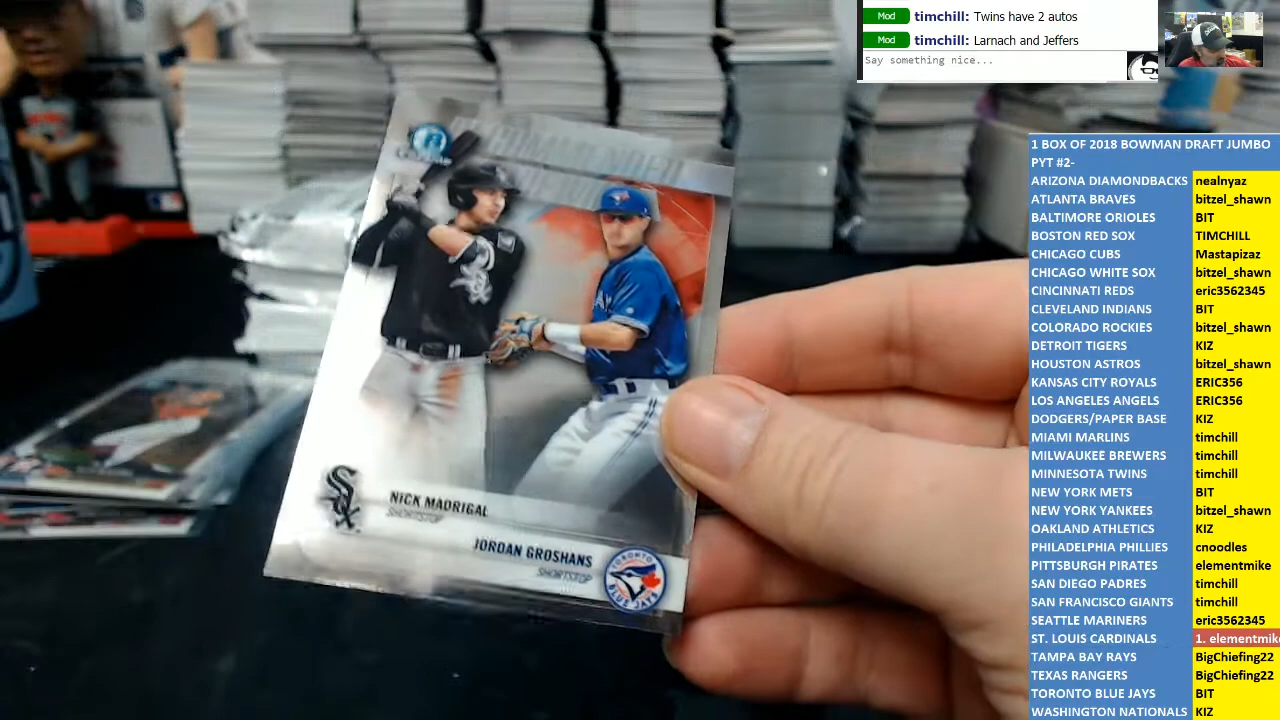 Mod timchill: Twins have 2 autos
Mod timchill: Larnach and Jeffers
Say something nice...
NICK MADRIGAL
SHORTSTOP
JORDAN GROSHANS
SHORTSTOP
TORONTO
BLUE JAYS
1 BOX OF 2018 BOWMAN DRAFT JUMBO
PYT #2-
ARIZONA DIAMONDBACKS nealnyaz
ATLANTA BRAVES bitzel_shawn
BALTIMORE ORIOLES BIT
BOSTON RED SOX TIMCHILL
CHICAGO CUBS Mastapizaz
CHICAGO WHITE SOX bitzel_shawn
CINCINNATI REDS eric3562345
CLEVELAND INDIANS BIT
COLORADO ROCKIES bitzel_shawn
DETROIT TIGERS KIZ
HOUSTON ASTROS bitzel_shawn
KANSAS CITY ROYALS ERIC356
LOS ANGELES ANGELS ERIC356
DODGERS/PAPER BASE KIZ
MIAMI MARLINS timchill
MILWAUKEE BREWERS timchill
MINNESOTA TWINS timchill
NEW YORK METS BIT
NEW YORK YANKEES bitzel_shawn
OAKLAND ATHLETICS KIZ
PHILADELPHIA PHILLIES cnoodles
PITTSBURGH PIRATES elementmike
SAN DIEGO PADRES timchill
SAN FRANCISCO GIANTS timchill
SEATTLE MARINERS eric3562345
ST. LOUIS CARDINALS 1. elementmike
TAMPA BAY RAYS BigChiefing22
TEXAS RANGERS BigChiefing22
TORONTO BLUE JAYS BIT
WASHINGTON NATIONALS KIZ